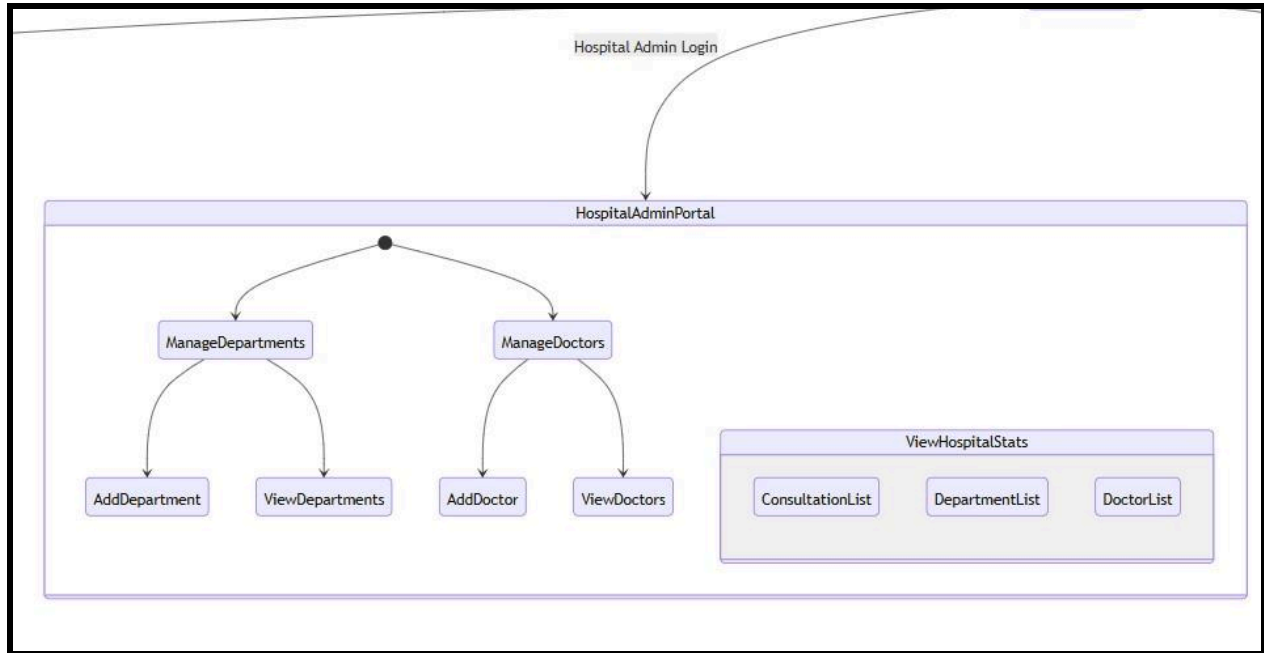 Hospital Admin Login
HospitalAdminPortal
ManageDepartments
ManageDoctors
ViewHospitalStats
AddDepartment
ViewDepartments
AddDoctor
ViewDoctors
ConsultationList
DepartmentList
DoctorList